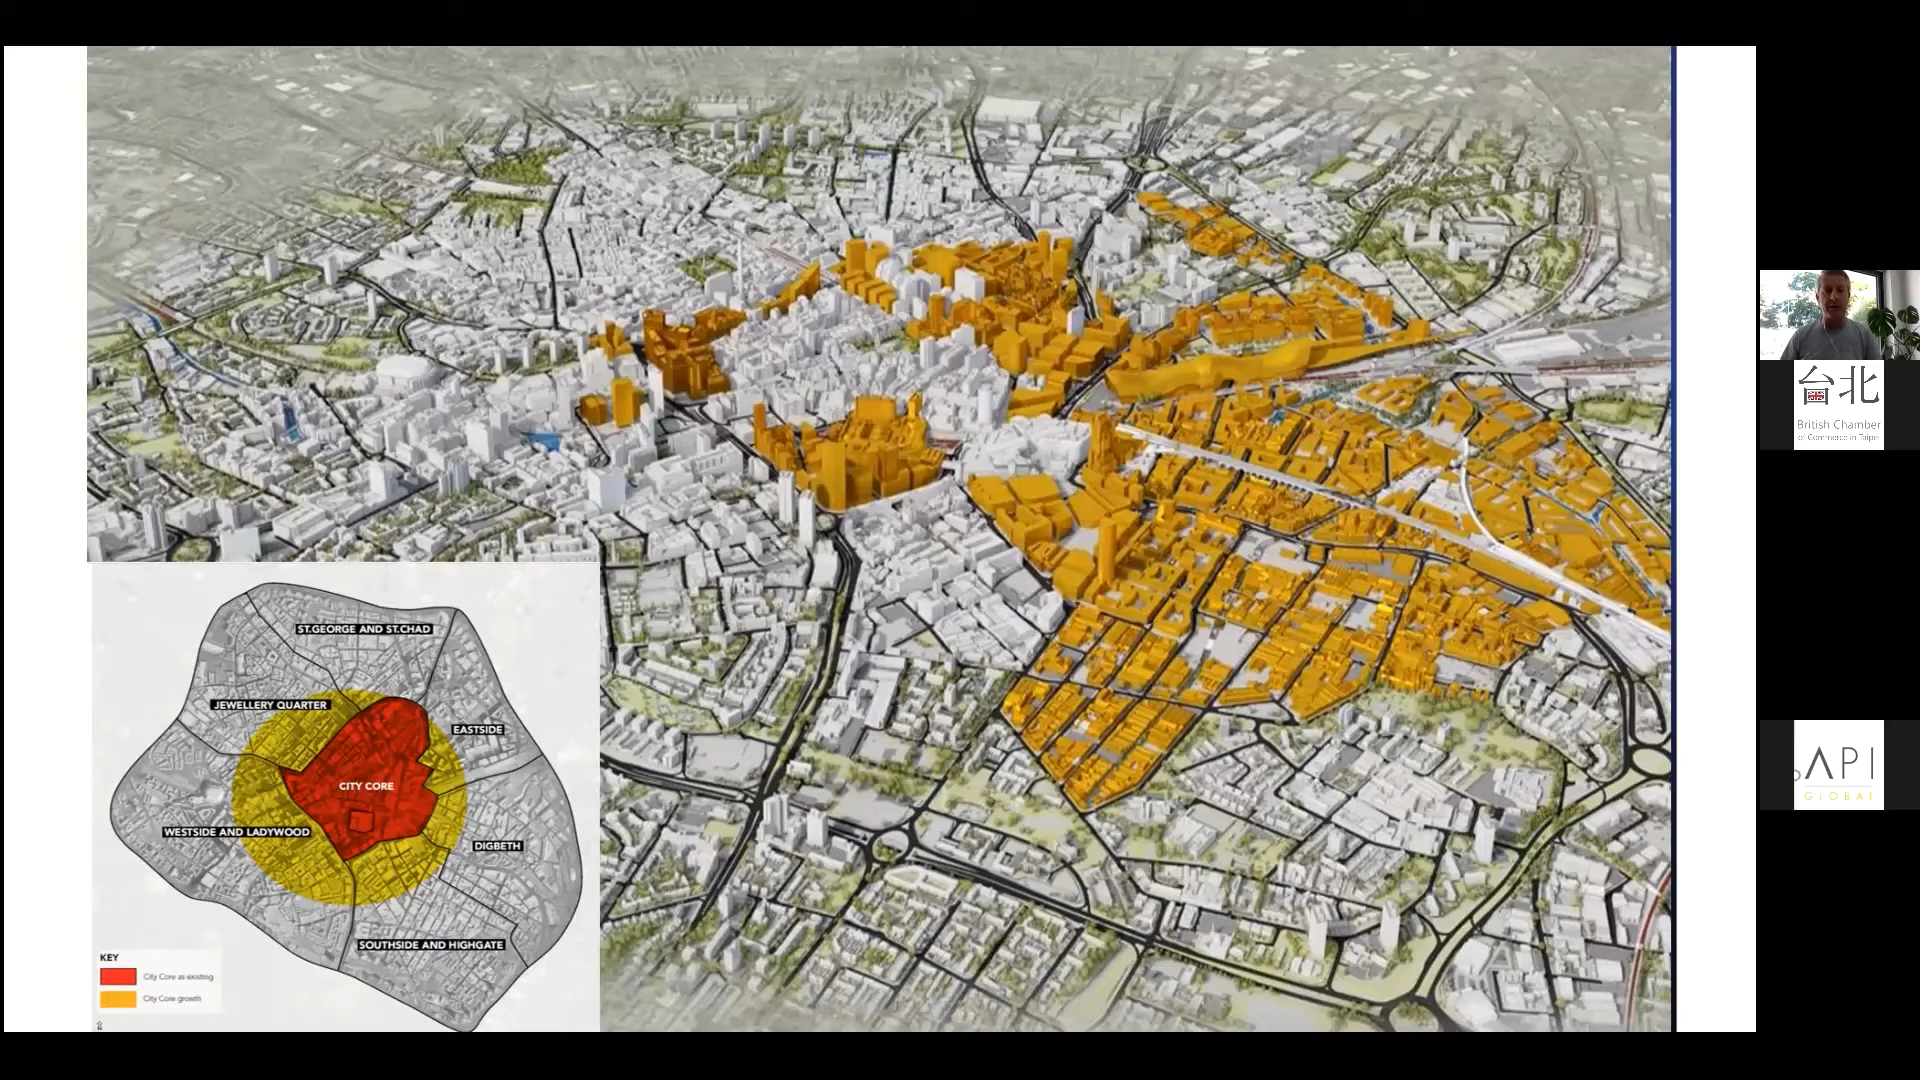 ST.GEORGE AND ST.CHAD
JEWELLERY QUARTER
EASTSIDE
CITY CORE
WESTSIDE AND LADYWOOD
DIGBETH
SOUTHSIDE AND HIGHGATE
KEY
City Core as existing
City Core growth
台北
British Chamber
of Commerce in Taipei
API
GLOBAL